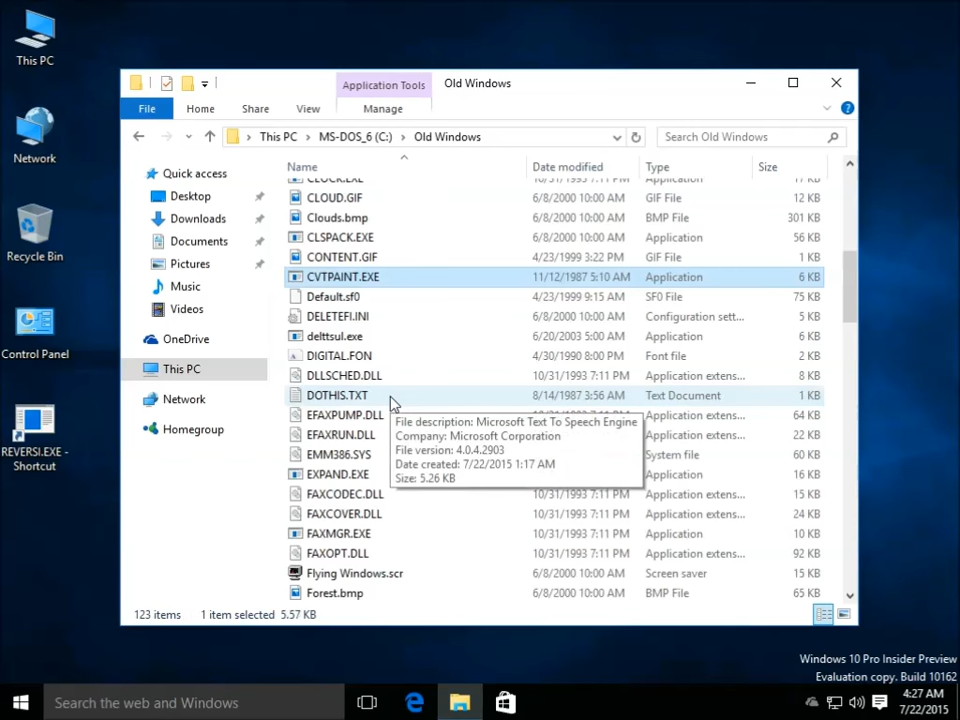 This PC
Network
Recycle Bin
Control Panel
REVERSI.EXE -
Shortcut
Application Tools
Old Windows
File
Home
Share
View
Manage
This PC
MS-DOS_6 (C:)
Old Windows
Search Old Windows
Quick access
Desktop
Downloads
Documents
Pictures
Music
Videos
OneDrive
This PC
Network
Homegroup
Name Date modified Type Size
CLOCK.EXE 10/31/1993 7:11 PM Application 17 KB
CLOUD.GIF 6/8/2000 10:00 AM GIF File 12 KB
Clouds.bmp 6/8/2000 10:00 AM BMP File 301 KB
CLSPACK.EXE 6/8/2000 10:00 AM Application 56 KB
CONTENT.GIF 4/23/1999 3:22 PM GIF File 1 KB
CVTPAINT.EXE 11/12/1987 5:10 AM Application 6 KB
Default.sf0 4/23/1999 9:15 AM SF0 File 75 KB
DELETEFI.INI 6/8/2000 10:00 AM Configuration sett... 5 KB
delttsul.exe 6/20/2003 5:00 AM Application 6 KB
DIGITAL.FON 4/30/1990 8:00 PM Font file 2 KB
DLLSCHED.DLL 10/31/1993 7:11 PM Application extens... 8 KB
DOTHIS.TXT 8/14/1987 3:56 AM Text Document 1 KB
EFAXPUMP.DLL Application extens... 64 KB
EFAXRUN.DLL Application extens... 22 KB
EMM386.SYS System file 60 KB
EXPAND.EXE Application 16 KB
FAXCODEC.DLL 10/31/1993 7:11 PM Application extens... 15 KB
FAXCOVER.DLL 10/31/1993 7:11 PM Application extens... 24 KB
FAXMGR.EXE 10/31/1993 7:11 PM Application 13 KB
FAXOPT.DLL 10/31/1993 7:11 PM Application extens... 92 KB
Flying Windows.scr 6/8/2000 10:00 AM Screen saver 15 KB
Forest.bmp 6/8/2000 10:00 AM BMP File 65 KB
File description: Microsoft Text To Speech Engine
Company: Microsoft Corporation
File version: 4.0.4.2903
Date created: 7/22/2015 1:17 AM
Size: 5.26 KB
123 items 1 item selected 5.57 KB
Windows 10 Pro Insider Preview
Evaluation copy. Build 10162
Search the web and Windows
4:27 AM
7/22/2015